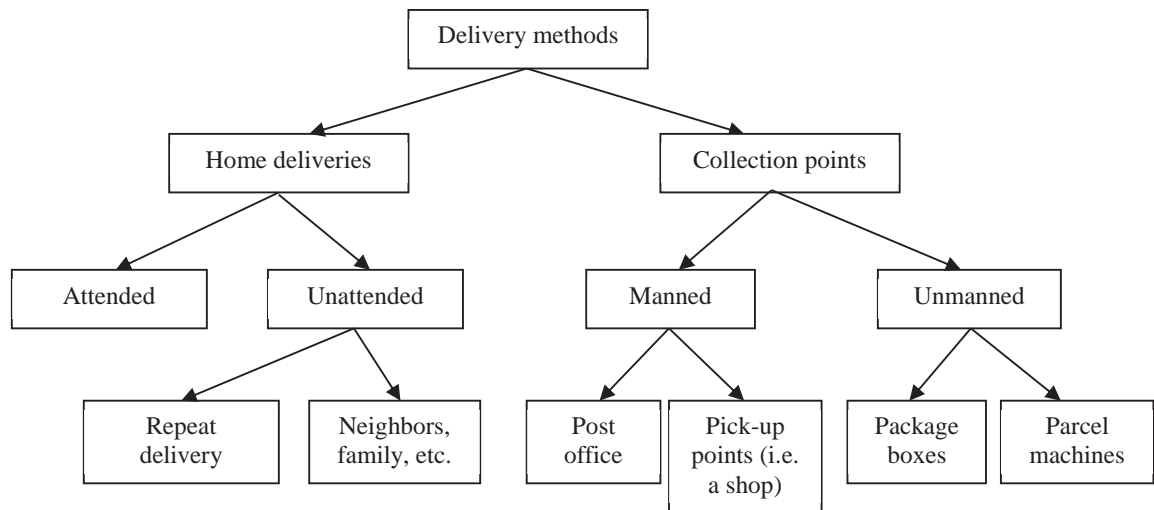 Delivery methods
Home deliveries
Collection points
Attended
Unattended
Manned
Unmanned
Repeat
delivery
Neighbors,
family, etc.
Post
office
Pick-up
points (i.e.
a shop)
Package
boxes
Parcel
machines